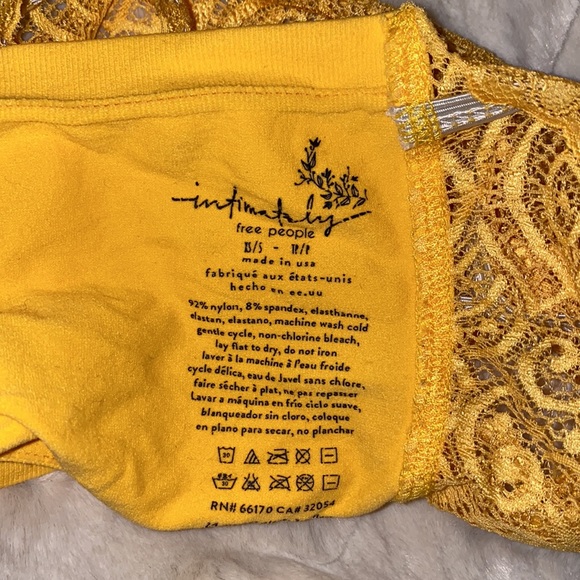 intimately
free people
XS/S - TP/P
made in usa
fabriqué aux états-unis
hecho en ee.uu
92% nylon, 8% spandex, elasthanne,
elastan, elastano, machine wash cold
gentle cycle, non-chlorine bleach,
lay flat to dry, do not iron
laver à la machine à l'eau froide
cycle délica, eau de Javel sans chlore,
faire sécher à plat, ne pas repasser
Lavar a máquina en frío ciclo suave,
blanqueador sin cloro, coloque
en plano para secar, no planchar
30
30
RN# 66170 CA# 32054